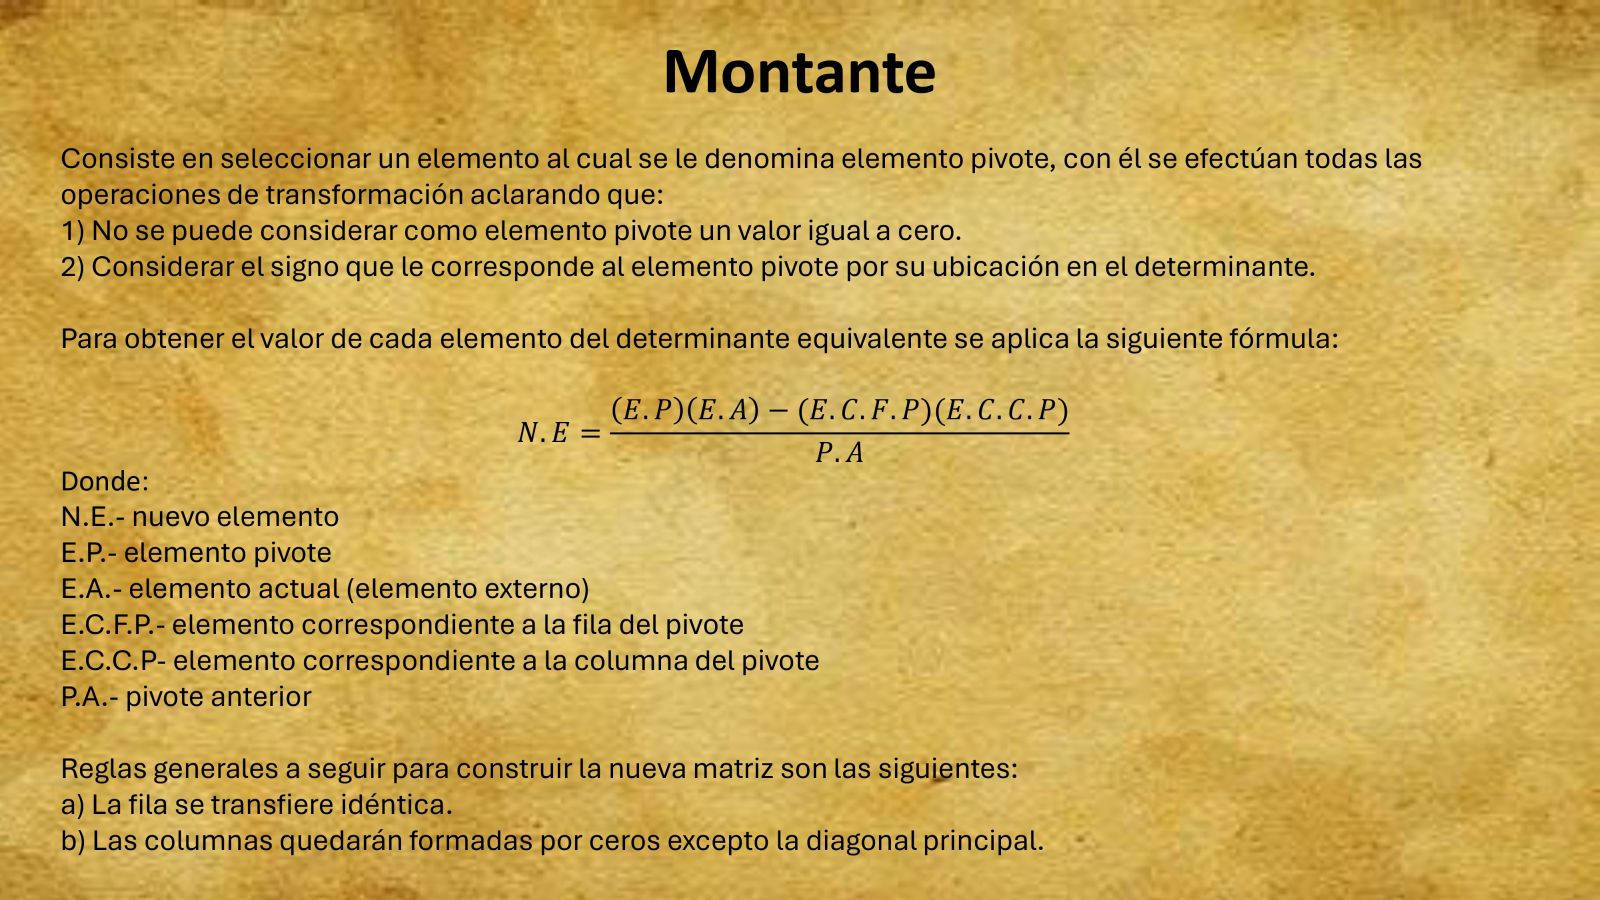 Montante
Consiste en seleccionar un elemento al cual se le denomina elemento pivote, con él se efectúan todas las
operaciones de transformación aclarando que:
1) No se puede considerar como elemento pivote un valor igual a cero.
2) Considerar el signo que le corresponde al elemento pivote por su ubicación en el determinante.
Para obtener el valor de cada elemento del determinante equivalente se aplica la siguiente fórmula:
N.E = (E.P)(E.A) − (E.C.F.P)(E.C.C.P)
P.A
Donde:
N.E.- nuevo elemento
E.P.- elemento pivote
E.A.- elemento actual (elemento externo)
E.C.F.P.- elemento correspondiente a la fila del pivote
E.C.C.P- elemento correspondiente a la columna del pivote
P.A.- pivote anterior
Reglas generales a seguir para construir la nueva matriz son las siguientes:
a) La fila se transfiere idéntica.
b) Las columnas quedarán formadas por ceros excepto la diagonal principal.